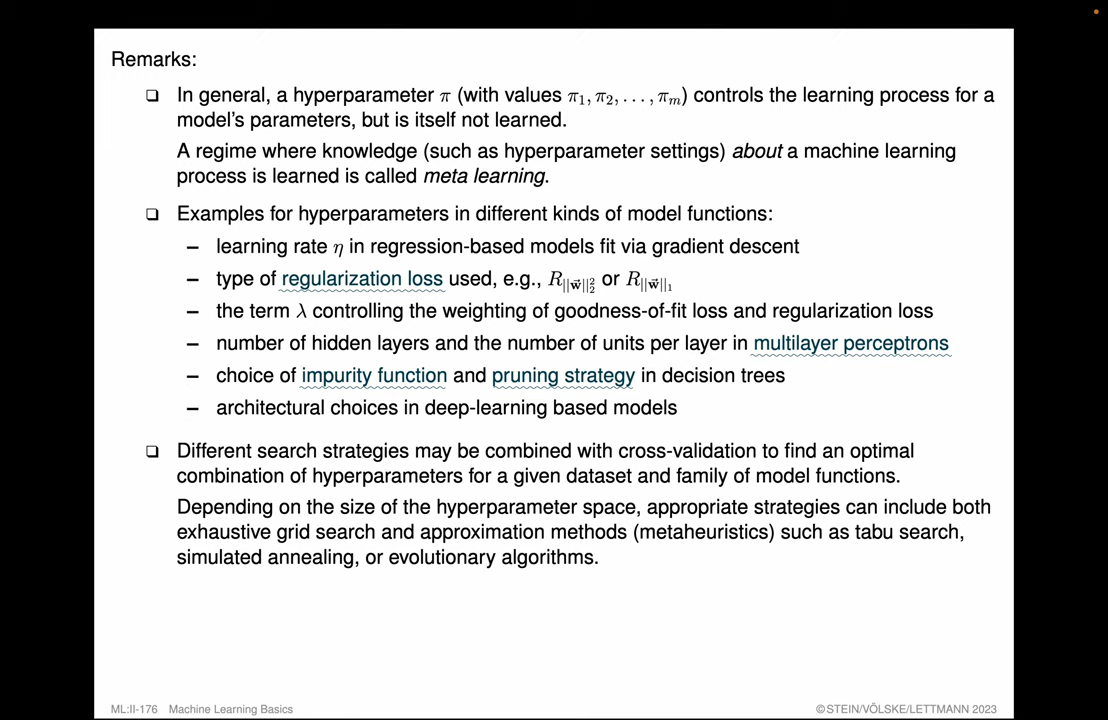 Remarks:
❑ In general, a hyperparameter π (with values π₁, π₂, . . . , πₘ) controls the learning process for a
model's parameters, but is itself not learned.
A regime where knowledge (such as hyperparameter settings) about a machine learning
process is learned is called meta learning.
❑ Examples for hyperparameters in different kinds of model functions:
– learning rate η in regression-based models fit via gradient descent
– type of regularization loss used, e.g., R_{||\vec{w}||_2^2} or R_{||\vec{w}||_1}
– the term λ controlling the weighting of goodness-of-fit loss and regularization loss
– number of hidden layers and the number of units per layer in multilayer perceptrons
– choice of impurity function and pruning strategy in decision trees
– architectural choices in deep-learning based models
❑ Different search strategies may be combined with cross-validation to find an optimal
combination of hyperparameters for a given dataset and family of model functions.
Depending on the size of the hyperparameter space, appropriate strategies can include both
exhaustive grid search and approximation methods (metaheuristics) such as tabu search,
simulated annealing, or evolutionary algorithms.
ML:II-176 Machine Learning Basics
©STEIN/VÖLSKE/LETTMANN 2023